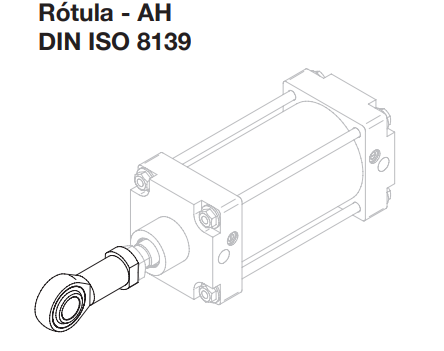 Rótula - AH
DIN ISO 8139